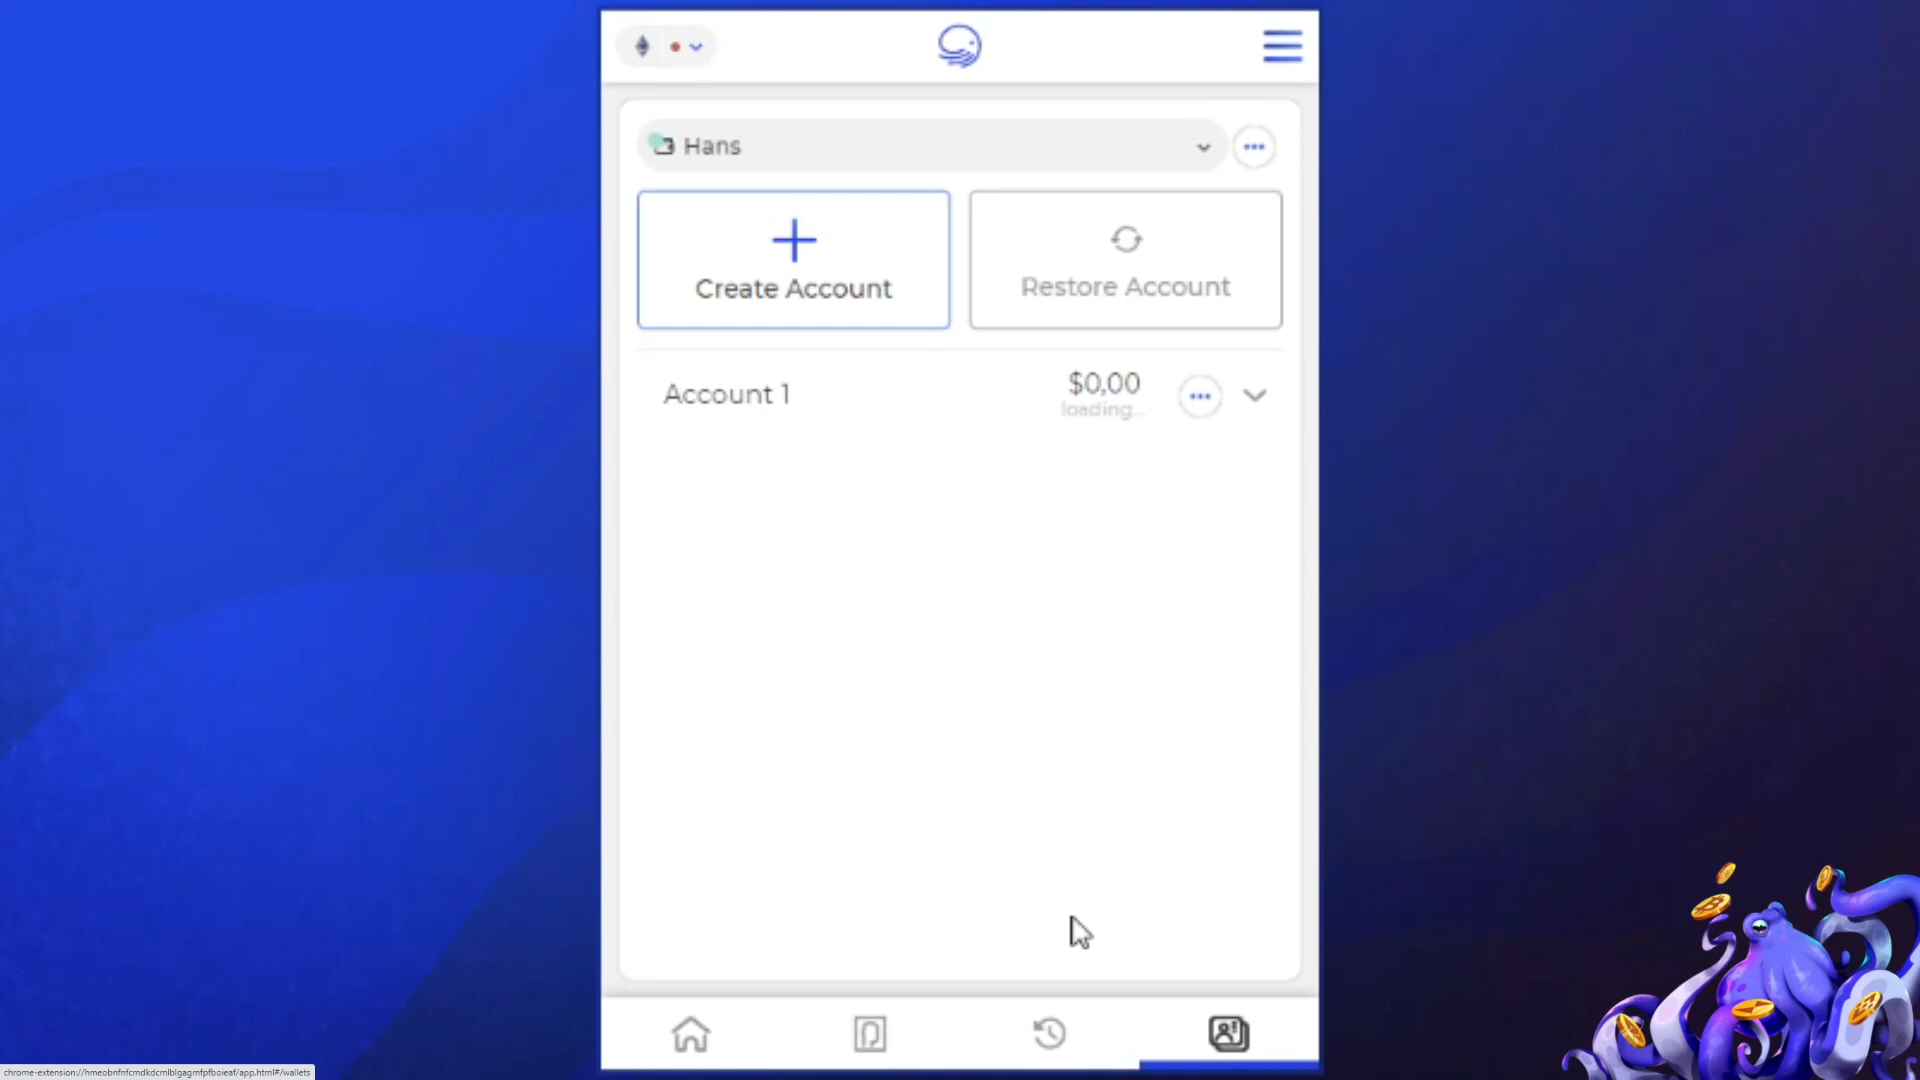 Hans
Create Account
Restore Account
Account 1
$0,00
loading...
chrome-extension://hmeobnfnfcmdkdcmlblgagmfpfboieaf/app.html#/wallets